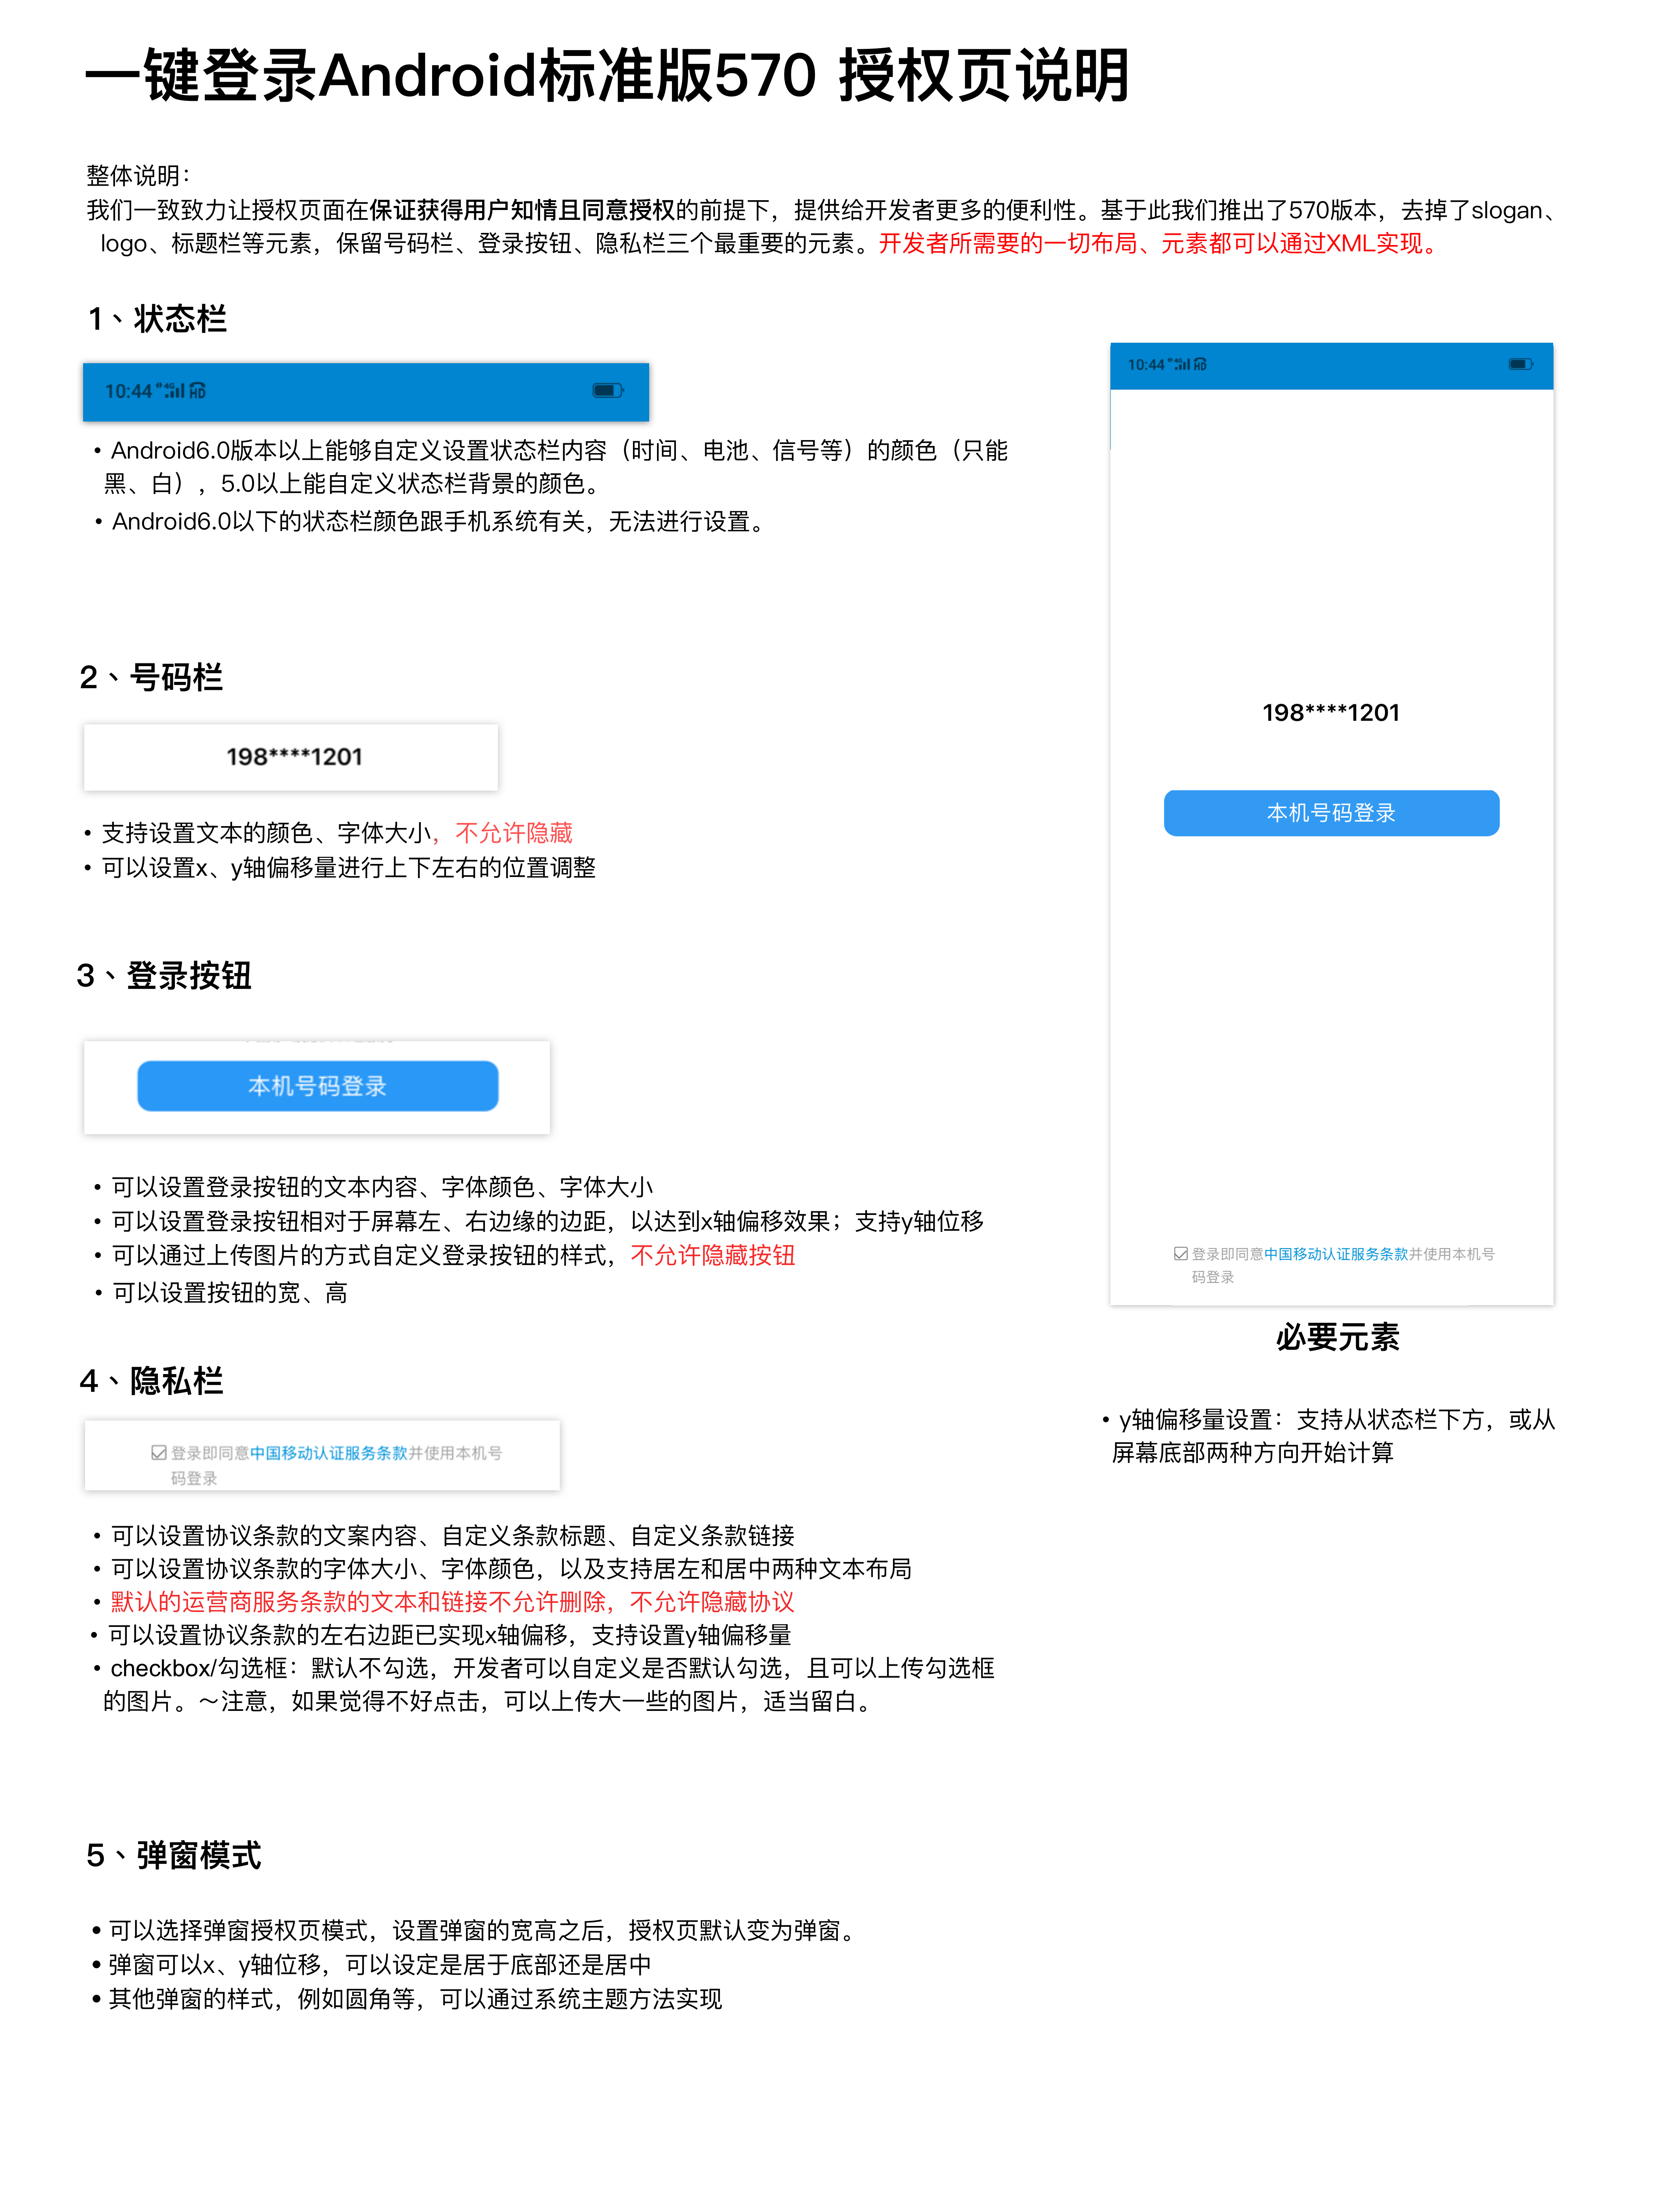 一键登录Android标准版570 授权页说明
整体说明：
我们一致致力让授权页面在保证获得用户知情且同意授权的前提下，提供给开发者更多的便利性。基于此我们推出了570版本，去掉了slogan、
logo、标题栏等元素，保留号码栏、登录按钮、隐私栏三个最重要的元素。开发者所需要的一切布局、元素都可以通过XML实现。
1、状态栏
10:44 4G HD
• Android6.0版本以上能够自定义设置状态栏内容（时间、电池、信号等）的颜色（只能
黑、白），5.0以上能自定义状态栏背景的颜色。
• Android6.0以下的状态栏颜色跟手机系统有关，无法进行设置。
2、号码栏
198****1201
• 支持设置文本的颜色、字体大小，不允许隐藏
• 可以设置x、y轴偏移量进行上下左右的位置调整
3、登录按钮
本机号码登录
• 可以设置登录按钮的文本内容、字体颜色、字体大小
• 可以设置登录按钮相对于屏幕左、右边缘的边距，以达到x轴偏移效果；支持y轴位移
• 可以通过上传图片的方式自定义登录按钮的样式，不允许隐藏按钮
• 可以设置按钮的宽、高
4、隐私栏
登录即同意中国移动认证服务条款并使用本机号
码登录
• 可以设置协议条款的文案内容、自定义条款标题、自定义条款链接
• 可以设置协议条款的字体大小、字体颜色，以及支持居左和居中两种文本布局
• 默认的运营商服务条款的文本和链接不允许删除，不允许隐藏协议
• 可以设置协议条款的左右边距已实现x轴偏移，支持设置y轴偏移量
• checkbox/勾选框：默认不勾选，开发者可以自定义是否默认勾选，且可以上传勾选框
的图片。～注意，如果觉得不好点击，可以上传大一些的图片，适当留白。
5、弹窗模式
• 可以选择弹窗授权页模式，设置弹窗的宽高之后，授权页默认变为弹窗。
• 弹窗可以x、y轴位移，可以设定是居于底部还是居中
• 其他弹窗的样式，例如圆角等，可以通过系统主题方法实现
10:44 4G HD
198****1201
本机号码登录
登录即同意中国移动认证服务条款并使用本机号
码登录
必要元素
• y轴偏移量设置：支持从状态栏下方，或从
屏幕底部两种方向开始计算